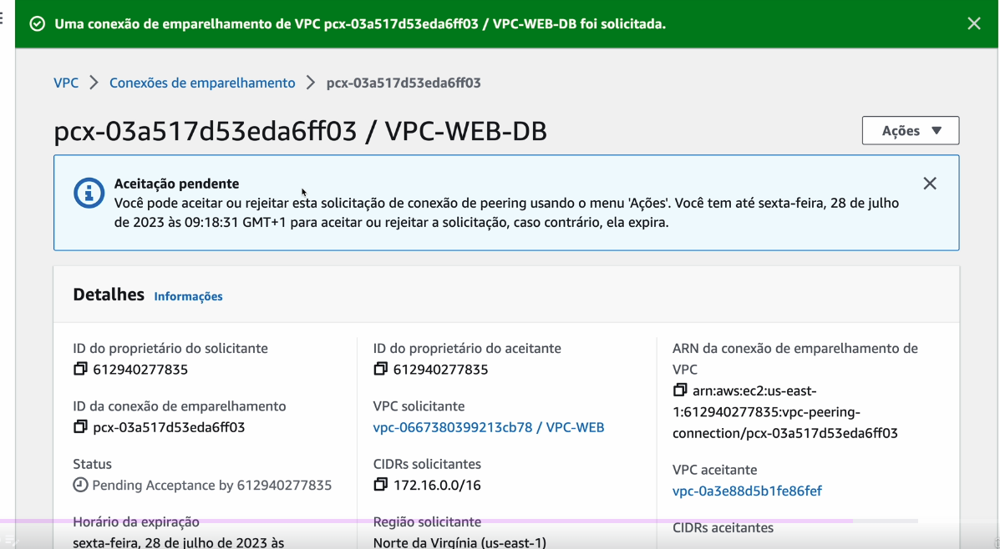 Uma conexão de emparelhamento de VPC pcx-03a517d53eda6ff03 / VPC-WEB-DB foi solicitada.
VPC > Conexões de emparelhamento > pcx-03a517d53eda6ff03
pcx-03a517d53eda6ff03 / VPC-WEB-DB
Ações
Aceitação pendente
Você pode aceitar ou rejeitar esta solicitação de conexão de peering usando o menu 'Ações'. Você tem até sexta-feira, 28 de julho
de 2023 às 09:18:31 GMT+1 para aceitar ou rejeitar a solicitação, caso contrário, ela expira.
Detalhes Informações
ID do proprietário do solicitante
612940277835
ID da conexão de emparelhamento
pcx-03a517d53eda6ff03
Status
Pending Acceptance by 612940277835
Horário da expiração
sexta-feira, 28 de julho de 2023 às
ID do proprietário do aceitante
612940277835
VPC solicitante
vpc-0667380399213cb78 / VPC-WEB
CIDRs solicitantes
172.16.0.0/16
Região solicitante
Norte da Virgínia (us-east-1)
ARN da conexão de emparelhamento de
VPC
arn:aws:ec2:us-east-
1:612940277835:vpc-peering-
connection/pcx-03a517d53eda6ff03
VPC aceitante
vpc-0a3e88d5b1fe86fef
CIDRs aceitantes